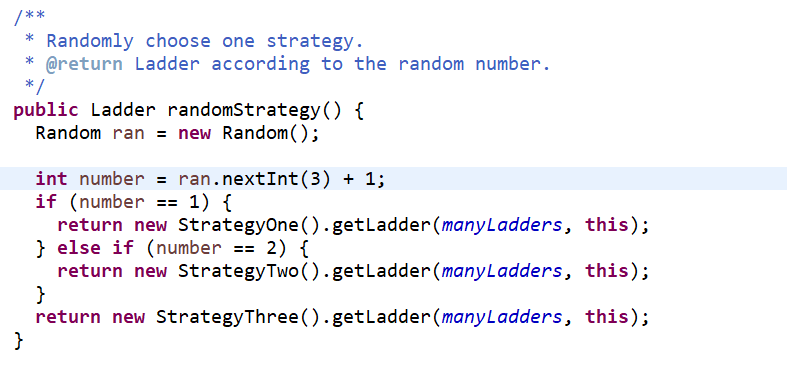 /**
 * Randomly choose one strategy.
 * @return Ladder according to the random number.
 */
public Ladder randomStrategy() {
  Random ran = new Random();

  int number = ran.nextInt(3) + 1;
  if (number == 1) {
    return new StrategyOne().getLadder(manyLadders, this);
  } else if (number == 2) {
    return new StrategyTwo().getLadder(manyLadders, this);
  }
  return new StrategyThree().getLadder(manyLadders, this);
}